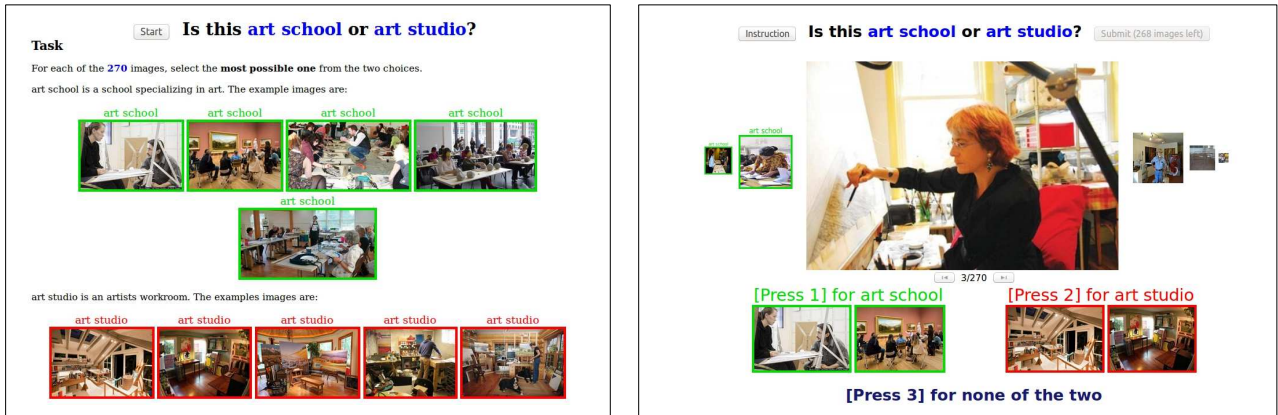 Start
Is this art school or art studio?
Task
For each of the 270 images, select the most possible one from the two choices.
art school is a school specializing in art. The example images are:
art school art school art school art school
art school
art studio is an artists workroom. The examples images are:
art studio art studio art studio art studio art studio
Instruction
Is this art school or art studio?
Submit (268 images left)
art school
art school
3/270
[Press 1] for art school
[Press 2] for art studio
[Press 3] for none of the two